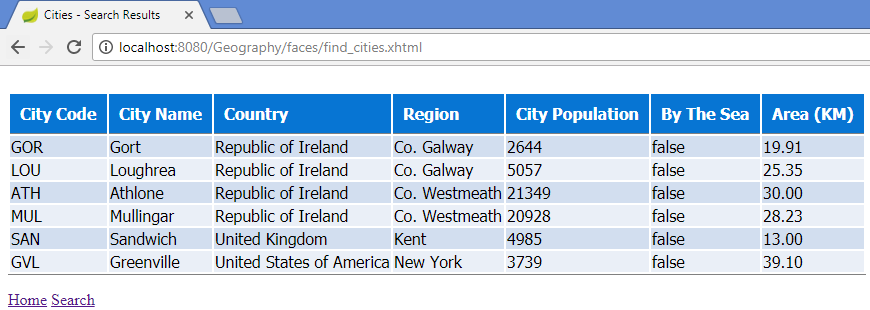 Cities - Search Results
localhost:8080/Geography/faces/find_cities.xhtml
City Code City Name Country Region City Population By The Sea Area (KM)
GOR Gort Republic of Ireland Co. Galway 2644 false 19.91
LOU Loughrea Republic of Ireland Co. Galway 5057 false 25.35
ATH Athlone Republic of Ireland Co. Westmeath 21349 false 30.00
MUL Mullingar Republic of Ireland Co. Westmeath 20928 false 28.23
SAN Sandwich United Kingdom Kent 4985 false 13.00
GVL Greenville United States of America New York 3739 false 39.10
Home Search